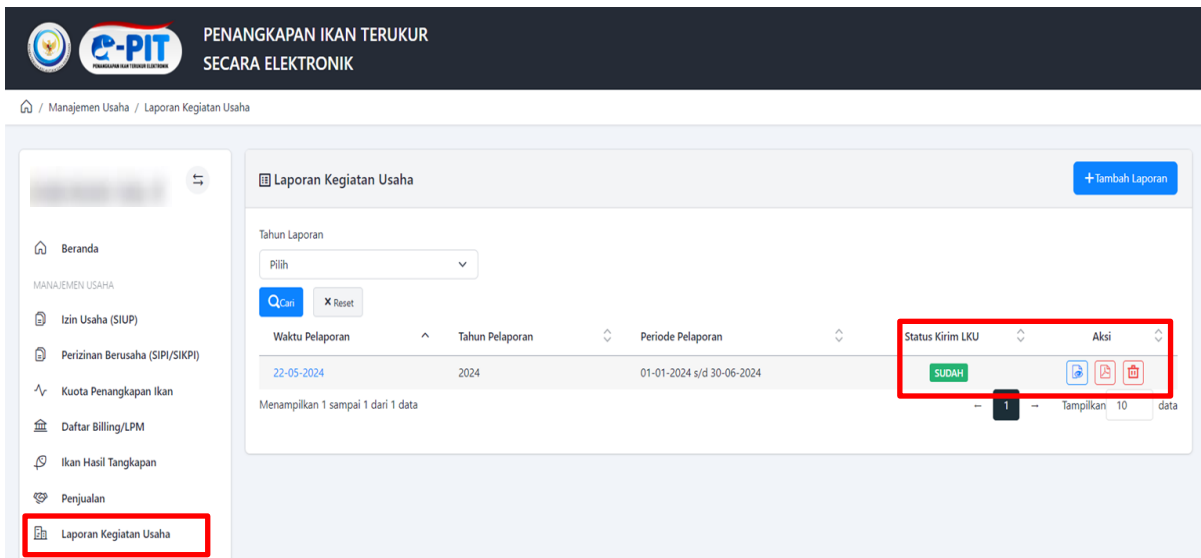 e-PIT
PENANGKAPAN IKAN TERUKUR ELEKTRONIK
PENANGKAPAN IKAN TERUKUR
SECARA ELEKTRONIK
/ Manajemen Usaha / Laporan Kegiatan Usaha
Beranda
MANAJEMEN USAHA
Izin Usaha (SIUP)
Perizinan Berusaha (SIPI/SIKPI)
Kuota Penangkapan Ikan
Daftar Billing/LPM
Ikan Hasil Tangkapan
Penjualan
Laporan Kegiatan Usaha
Laporan Kegiatan Usaha
+Tambah Laporan
Tahun Laporan
Pilih
Cari × Reset
Waktu Pelaporan Tahun Pelaporan Periode Pelaporan Status Kirim LKU Aksi
22-05-2024 2024 01-01-2024 s/d 30-06-2024 SUDAH
Menampilkan 1 sampai 1 dari 1 data ← 1 → Tampilkan 10 data